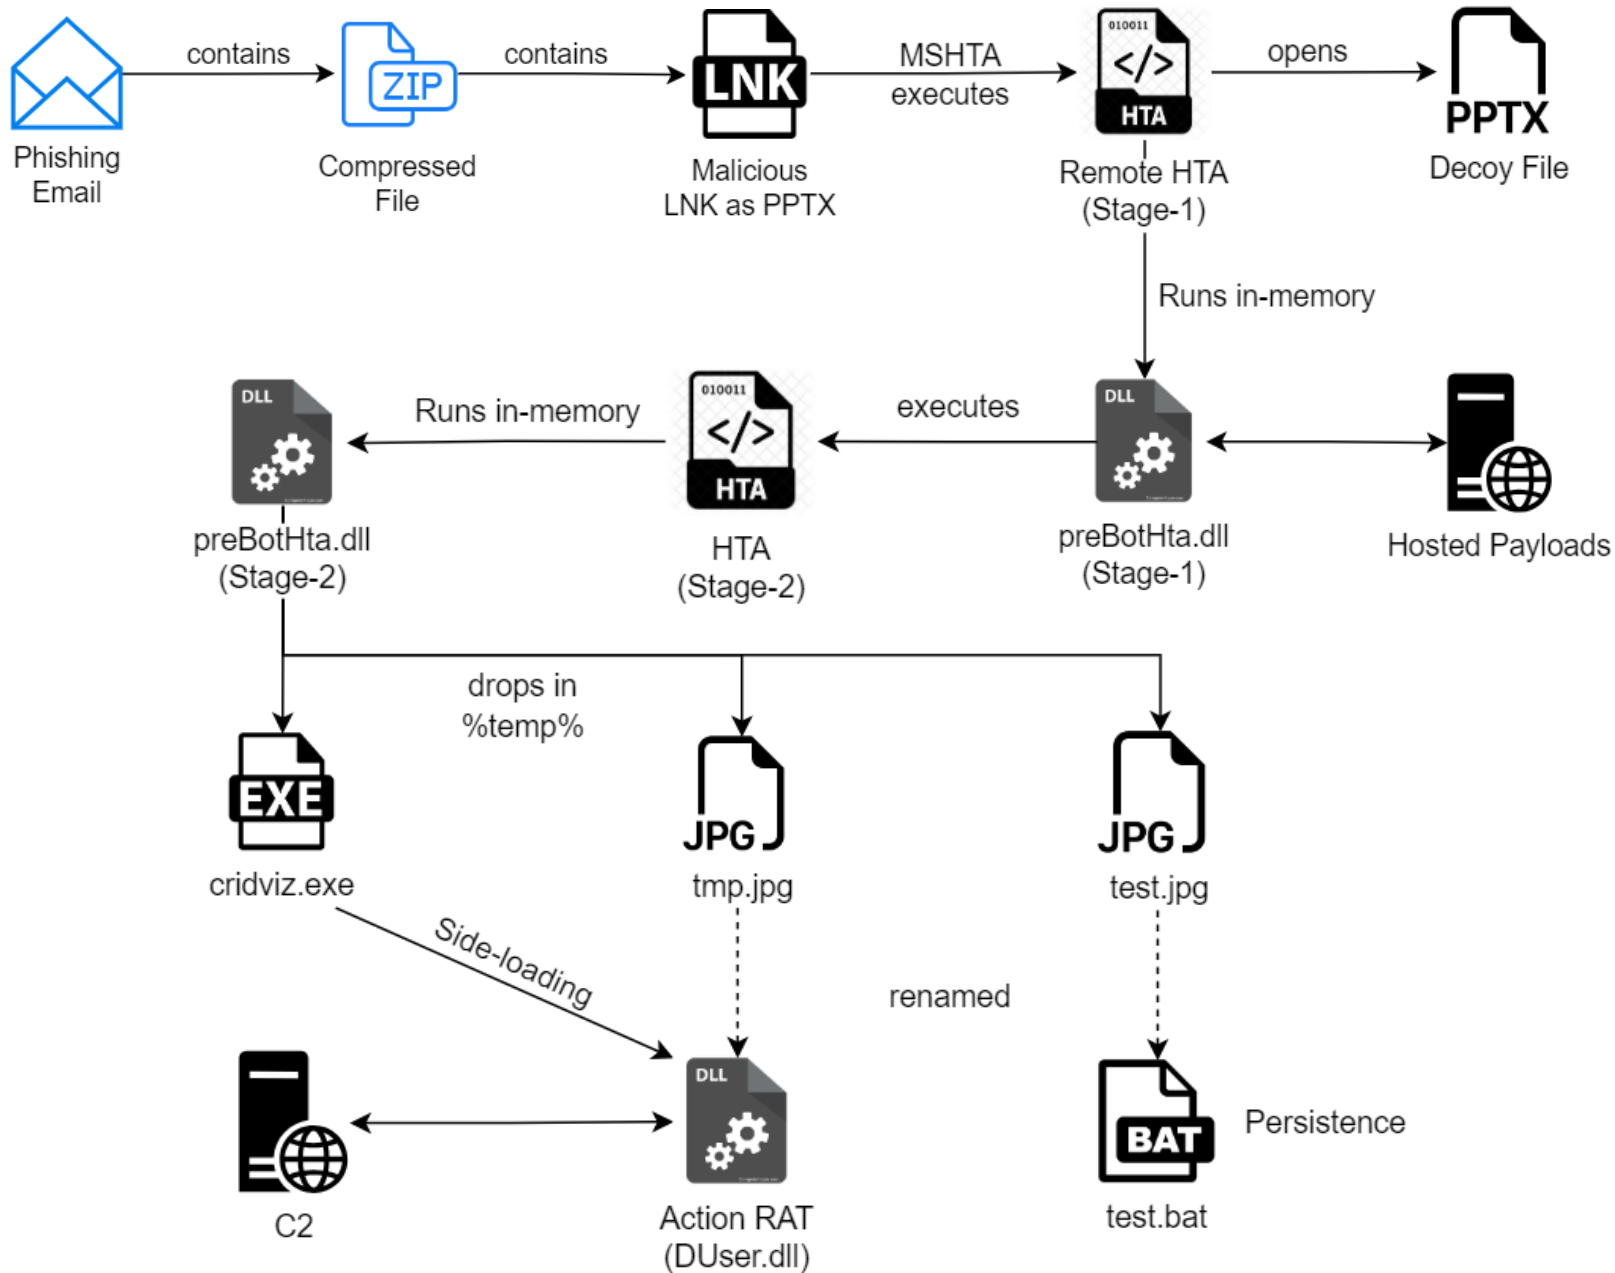 contains
contains
MSHTA
executes
opens
ZIP
LNK
010011
</>
HTA
PPTX
Phishing
Email
Compressed
File
Malicious
LNK as PPTX
Remote HTA
(Stage-1)
Decoy File
Runs in-memory
DLL
Runs in-memory
010011
</>
HTA
executes
DLL
preBotHta.dll
(Stage-2)
HTA
(Stage-2)
preBotHta.dll
(Stage-1)
Hosted Payloads
drops in
%temp%
EXE
JPG
JPG
cridviz.exe
tmp.jpg
test.jpg
Side-loading
renamed
DLL
BAT
Persistence
C2
Action RAT
(DUser.dll)
test.bat